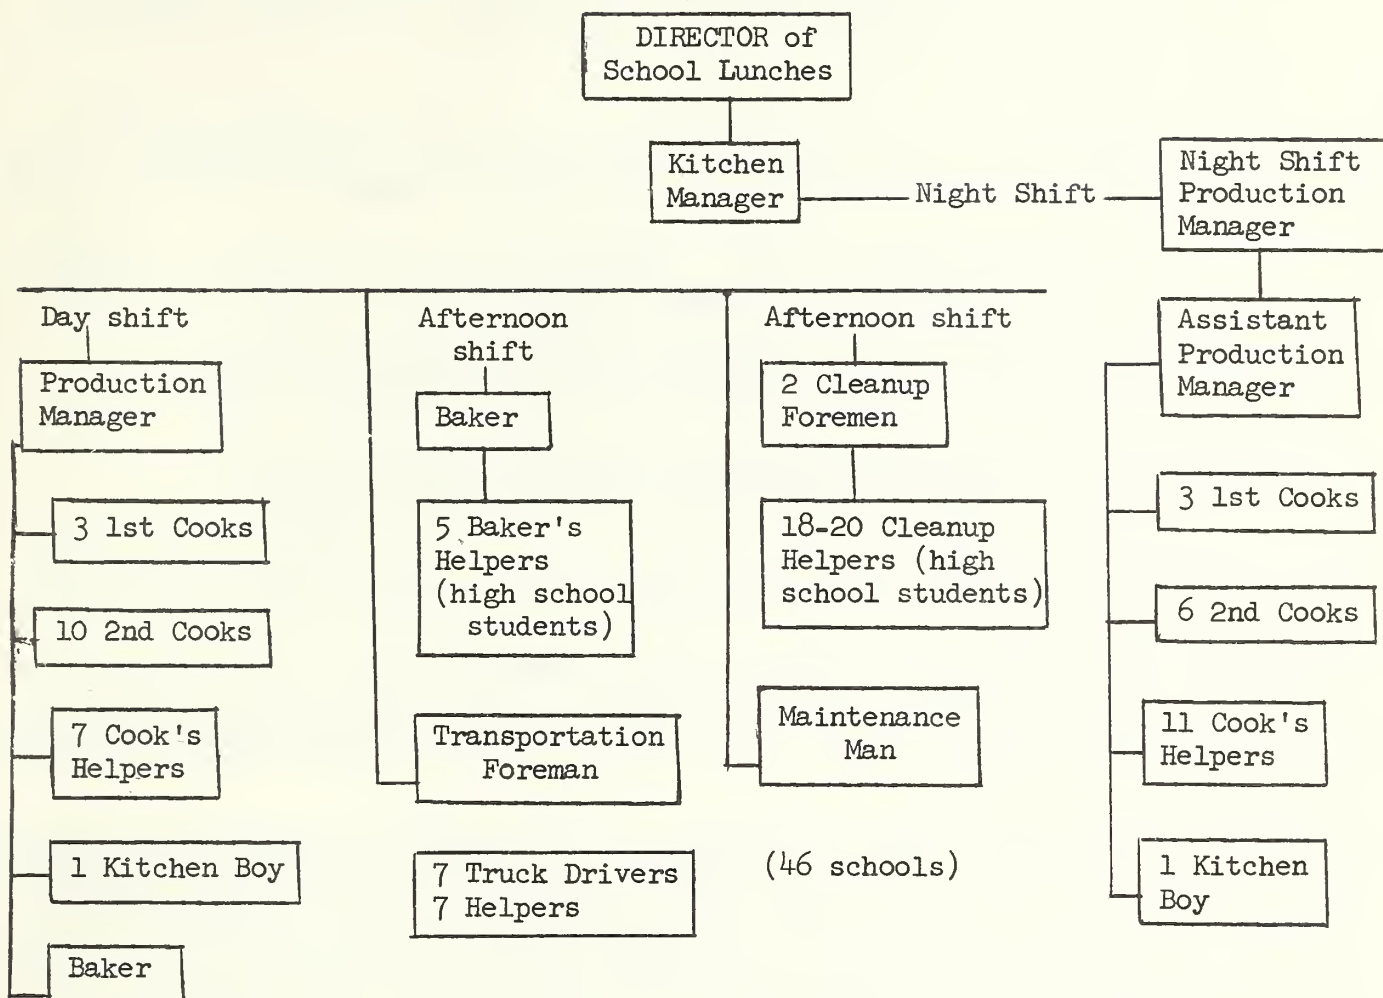 DIRECTOR of
School Lunches
Kitchen
Manager
Night Shift
Night Shift
Production
Manager
Assistant
Production
Manager
3 1st Cooks
6 2nd Cooks
11 Cook's
Helpers
1 Kitchen
Boy
Day shift
Production
Manager
3 1st Cooks
10 2nd Cooks
7 Cook's
Helpers
1 Kitchen Boy
Baker
Afternoon
shift
Baker
5 Baker's
Helpers
(high school
students)
Transportation
Foreman
7 Truck Drivers
7 Helpers
Afternoon shift
2 Cleanup
Foremen
18-20 Cleanup
Helpers (high
school students)
Maintenance
Man
(46 schools)